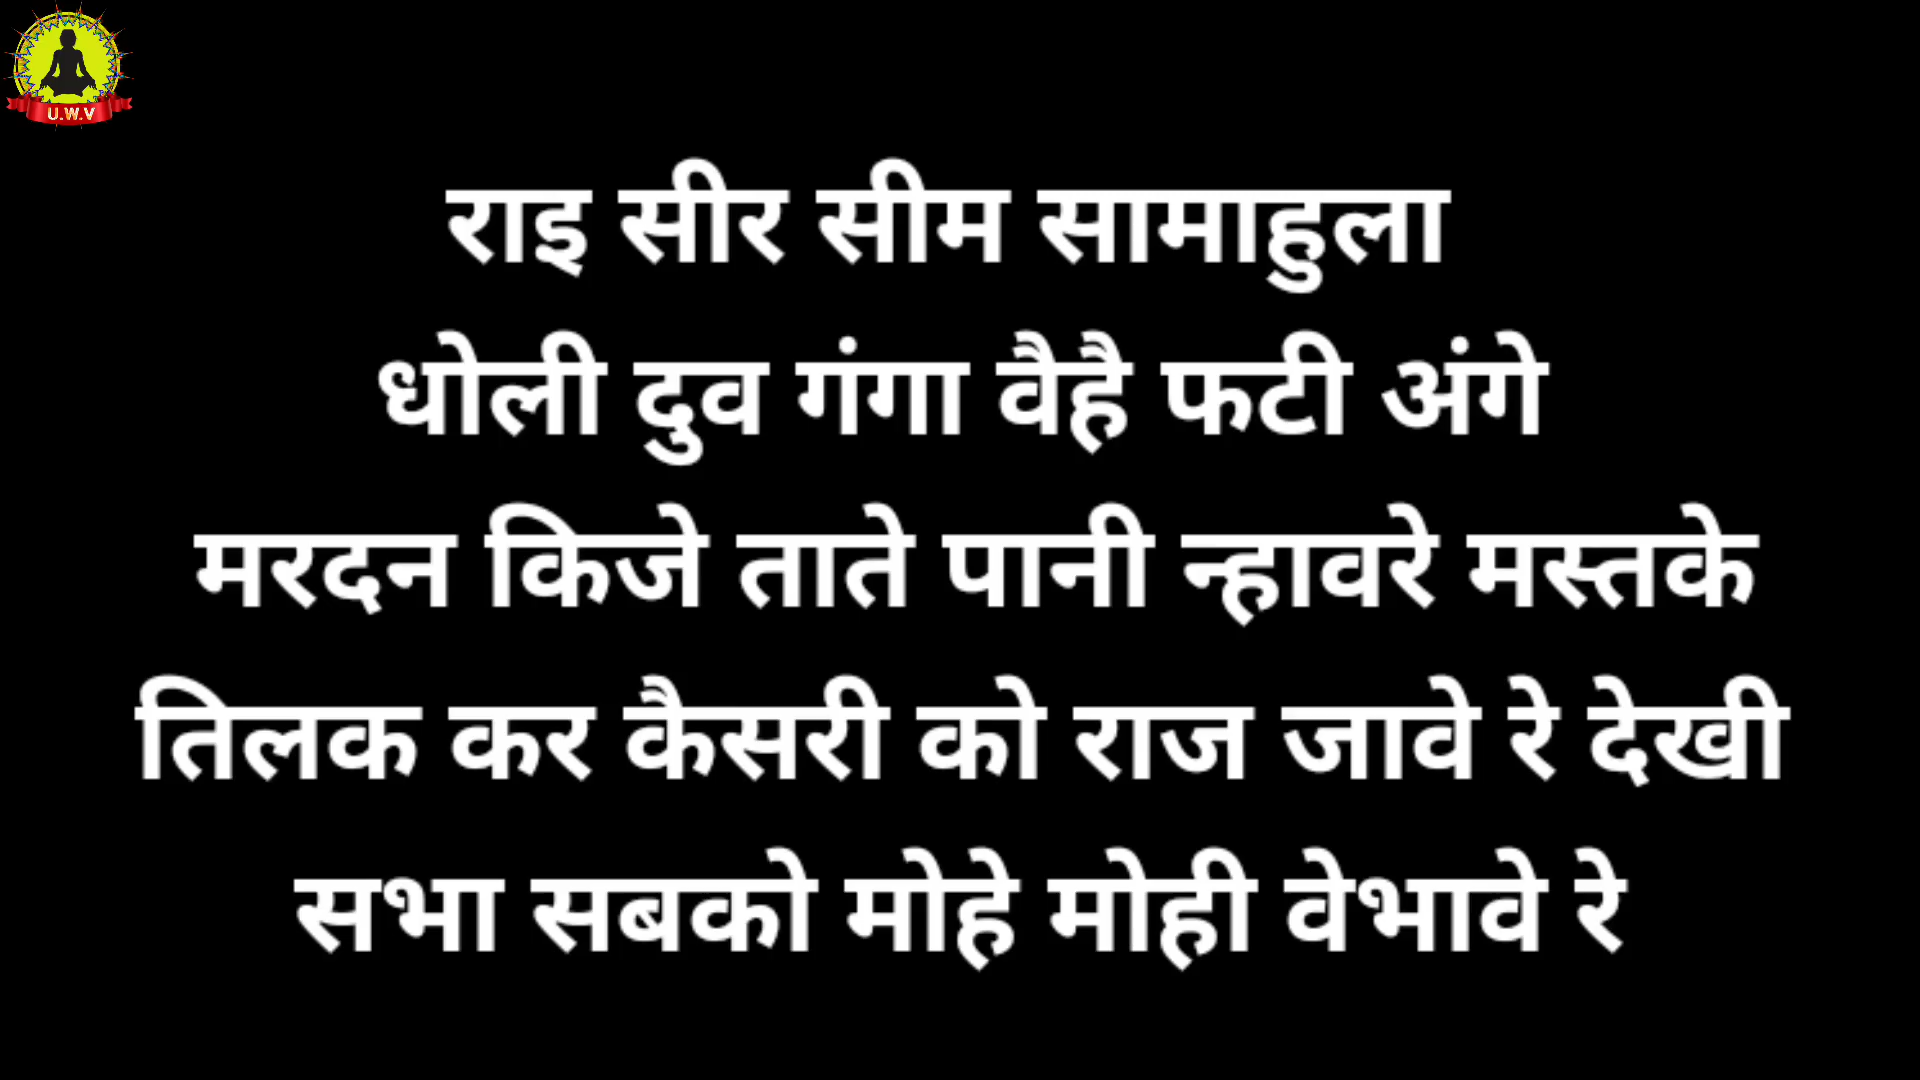 U.W.V
राइ सीर सीम सामाहुला
धोली दुव गंगा वैहै फटी अंगे
मरदन किजे ताते पानी न्हावरे मस्तके
तिलक कर कैसरी को राज जावे रे देखी
सभा सबको मोहे मोही वेभावे रे